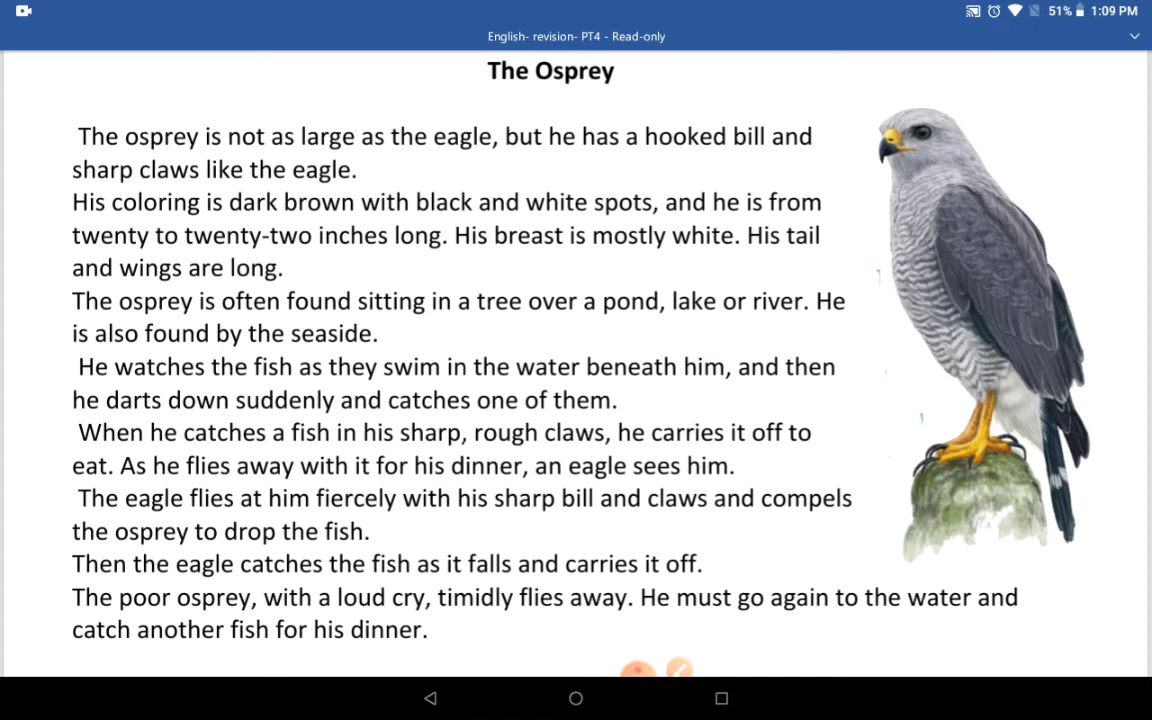 51% 1:09 PM
English- revision- PT4 - Read-only
The Osprey
The osprey is not as large as the eagle, but he has a hooked bill and
sharp claws like the eagle.
His coloring is dark brown with black and white spots, and he is from
twenty to twenty-two inches long. His breast is mostly white. His tail
and wings are long.
The osprey is often found sitting in a tree over a pond, lake or river. He
is also found by the seaside.
He watches the fish as they swim in the water beneath him, and then
he darts down suddenly and catches one of them.
When he catches a fish in his sharp, rough claws, he carries it off to
eat. As he flies away with it for his dinner, an eagle sees him.
The eagle flies at him fiercely with his sharp bill and claws and compels
the osprey to drop the fish.
Then the eagle catches the fish as it falls and carries it off.
The poor osprey, with a loud cry, timidly flies away. He must go again to the water and
catch another fish for his dinner.